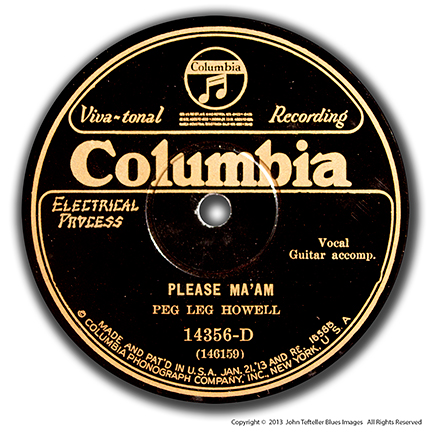 Columbia
Viva-tonal Recording
Columbia
ELECTRICAL
PROCESS
Vocal
Guitar accomp.
PLEASE MA'AM
PEG LEG HOWELL
14356-D
(146159)
MADE AND PAT'D IN U.S.A. JAN. 21, '13 AND RE. 16588
© COLUMBIA PHONOGRAPH COMPANY, INC., NEW YORK, U.S.A.
Copyright © 2013 John Tefteller Blues Images All Rights Reserved